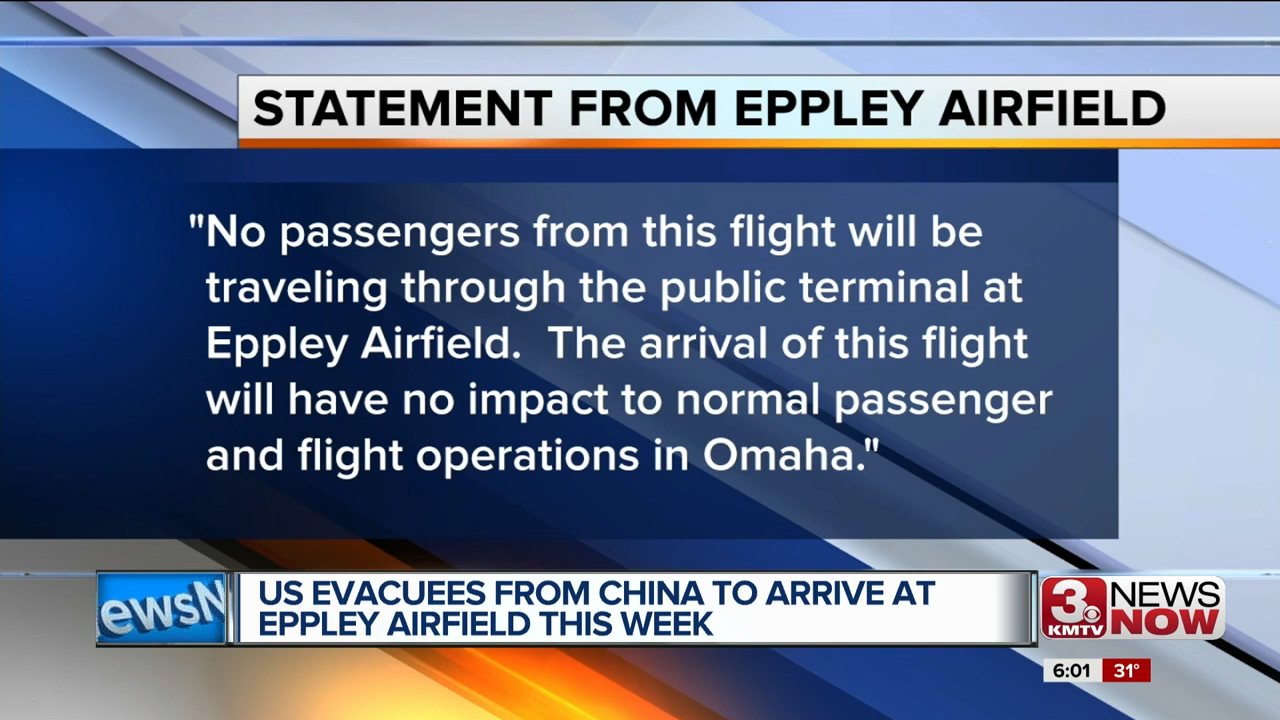 STATEMENT FROM EPPLEY AIRFIELD
"No passengers from this flight will be
traveling through the public terminal at
Eppley Airfield.  The arrival of this flight
will have no impact to normal passenger
and flight operations in Omaha."
ewsN
US EVACUEES FROM CHINA TO ARRIVE AT
EPPLEY AIRFIELD THIS WEEK
3 KMTV
NEWS
NOW
6:01 31°